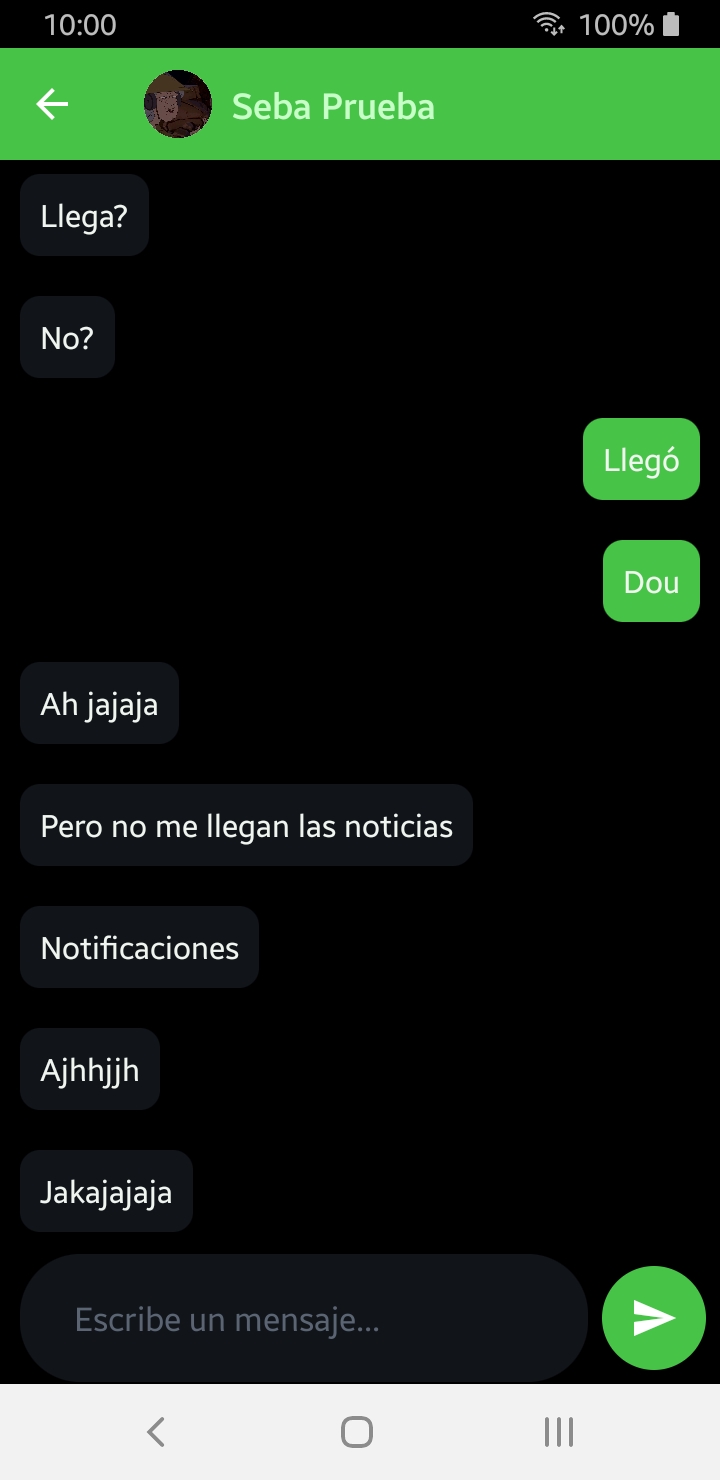 10:00 100%
Seba Prueba
Llega?
No?
Llegó
Dou
Ah jajaja
Pero no me llegan las noticias
Notificaciones
Ajhhjjh
Jakajajaja
Escribe un mensaje...